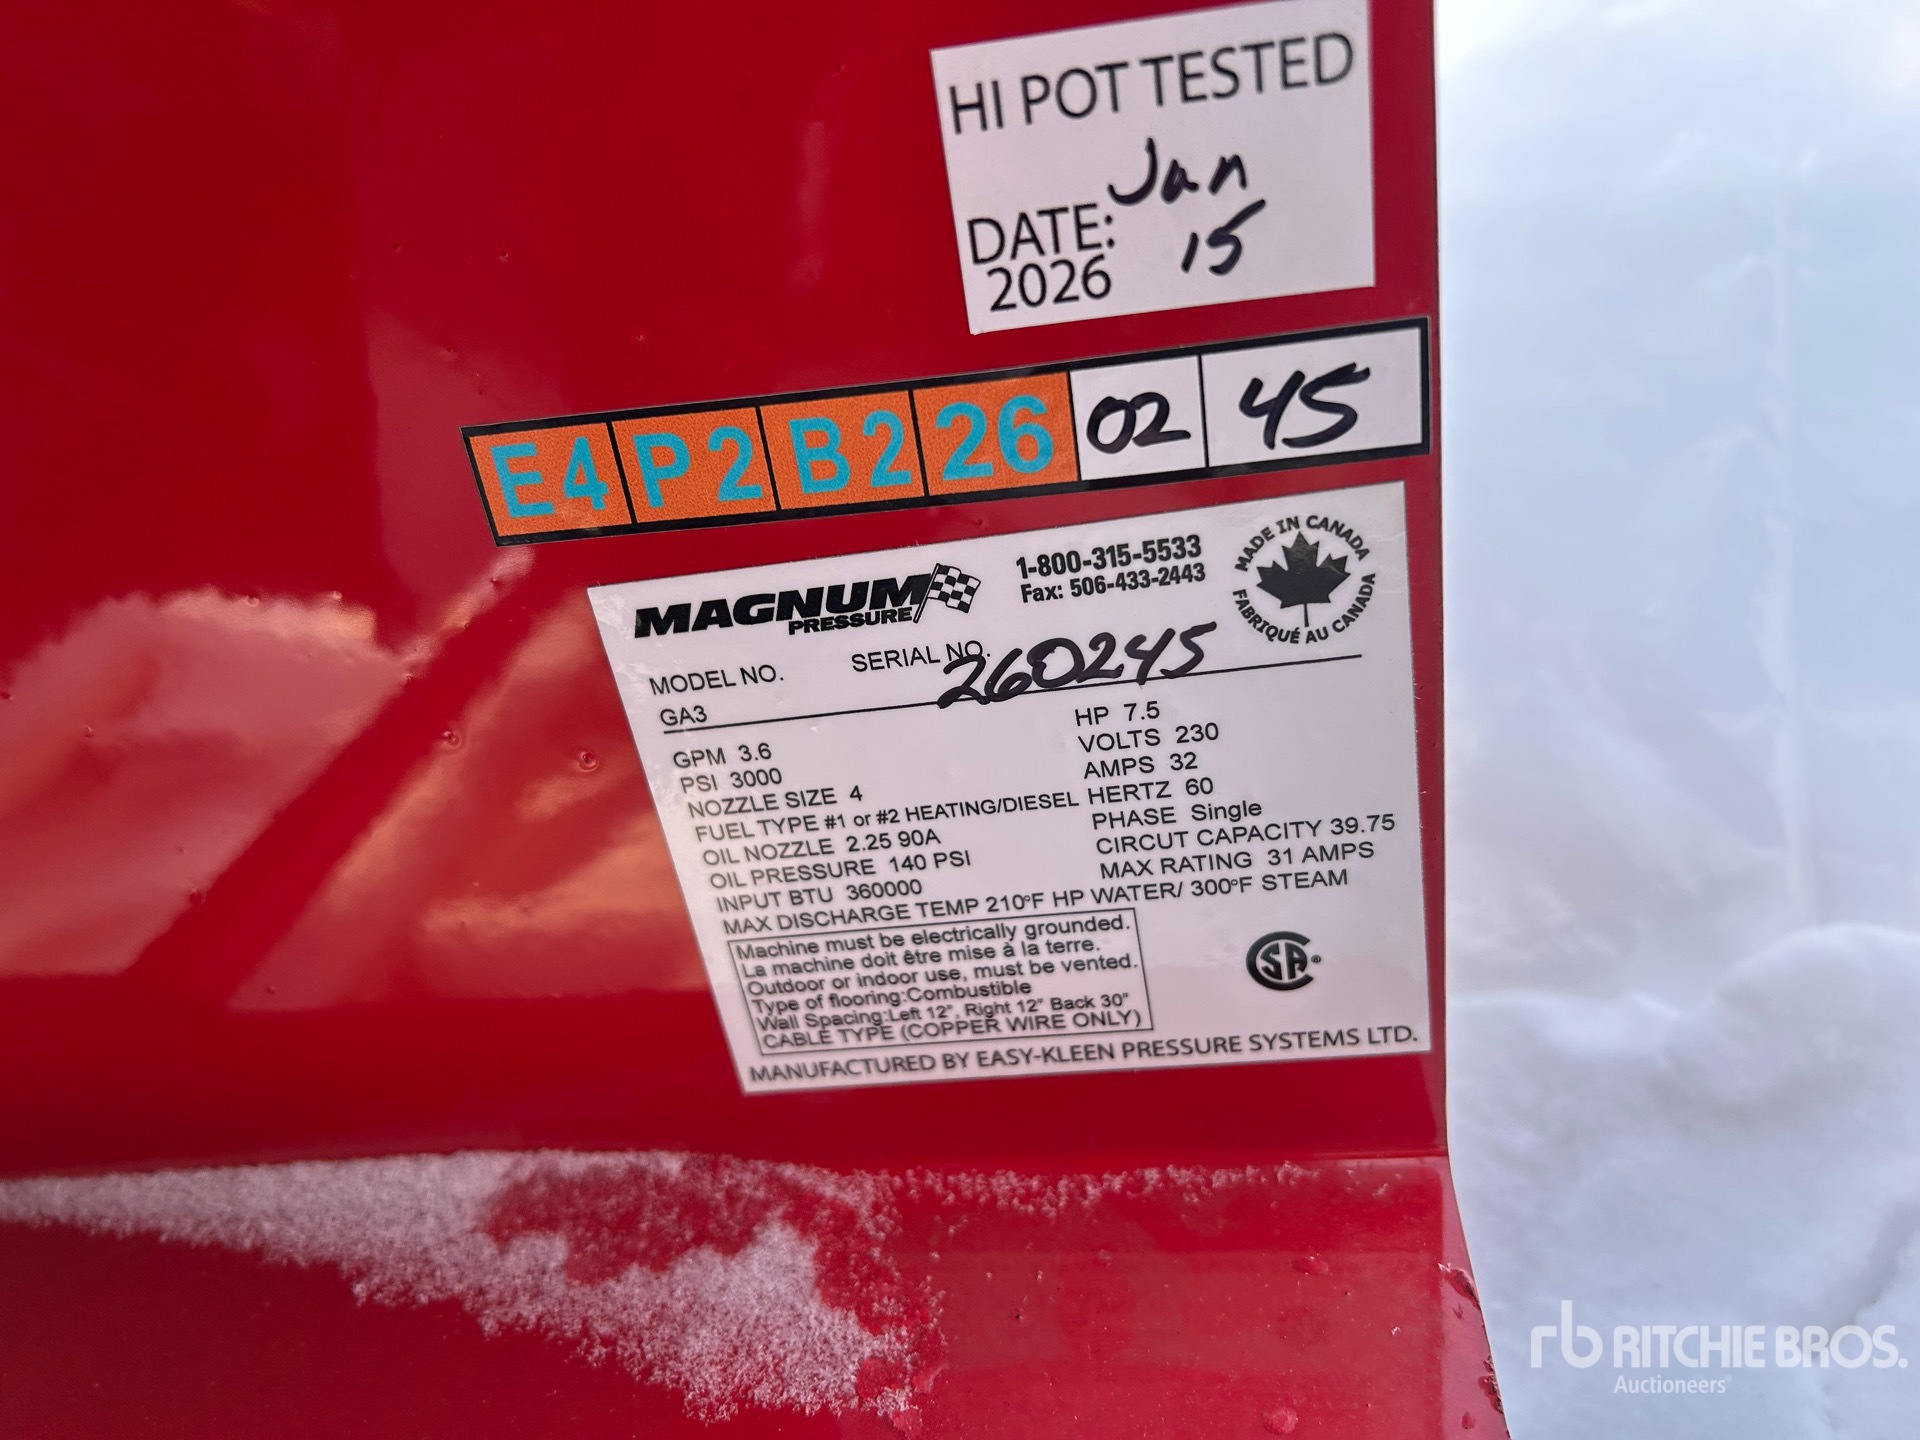 HI POT TESTED
Jan
DATE: 15
2026
E4 P2 B2 26 02 45
MAGNUM
PRESSURE
1-800-315-5533
Fax: 506-433-2443
MADE IN CANADA
FABRIQUÉ AU CANADA
MODEL NO. SERIAL NO. 260245
GA3
GPM 3.6
PSI 3000
NOZZLE SIZE 4
FUEL TYPE #1 or #2 HEATING/DIESEL
OIL NOZZLE 2.25 90A
OIL PRESSURE 140 PSI
INPUT BTU 360000
HP 7.5
VOLTS 230
AMPS 32
HERTZ 60
PHASE Single
CIRCUT CAPACITY 39.75
MAX RATING 31 AMPS
MAX DISCHARGE TEMP 210°F HP WATER/ 300°F STEAM
Machine must be electrically grounded.
La machine doit être mise à la terre.
Outdoor or indoor use, must be vented.
Type of flooring:Combustible
Wall Spacing:Left 12", Right 12" Back 30"
CABLE TYPE (COPPER WIRE ONLY)
CSA®
MANUFACTURED BY EASY-KLEEN PRESSURE SYSTEMS LTD.
rb RITCHIE BROS.
Auctioneers